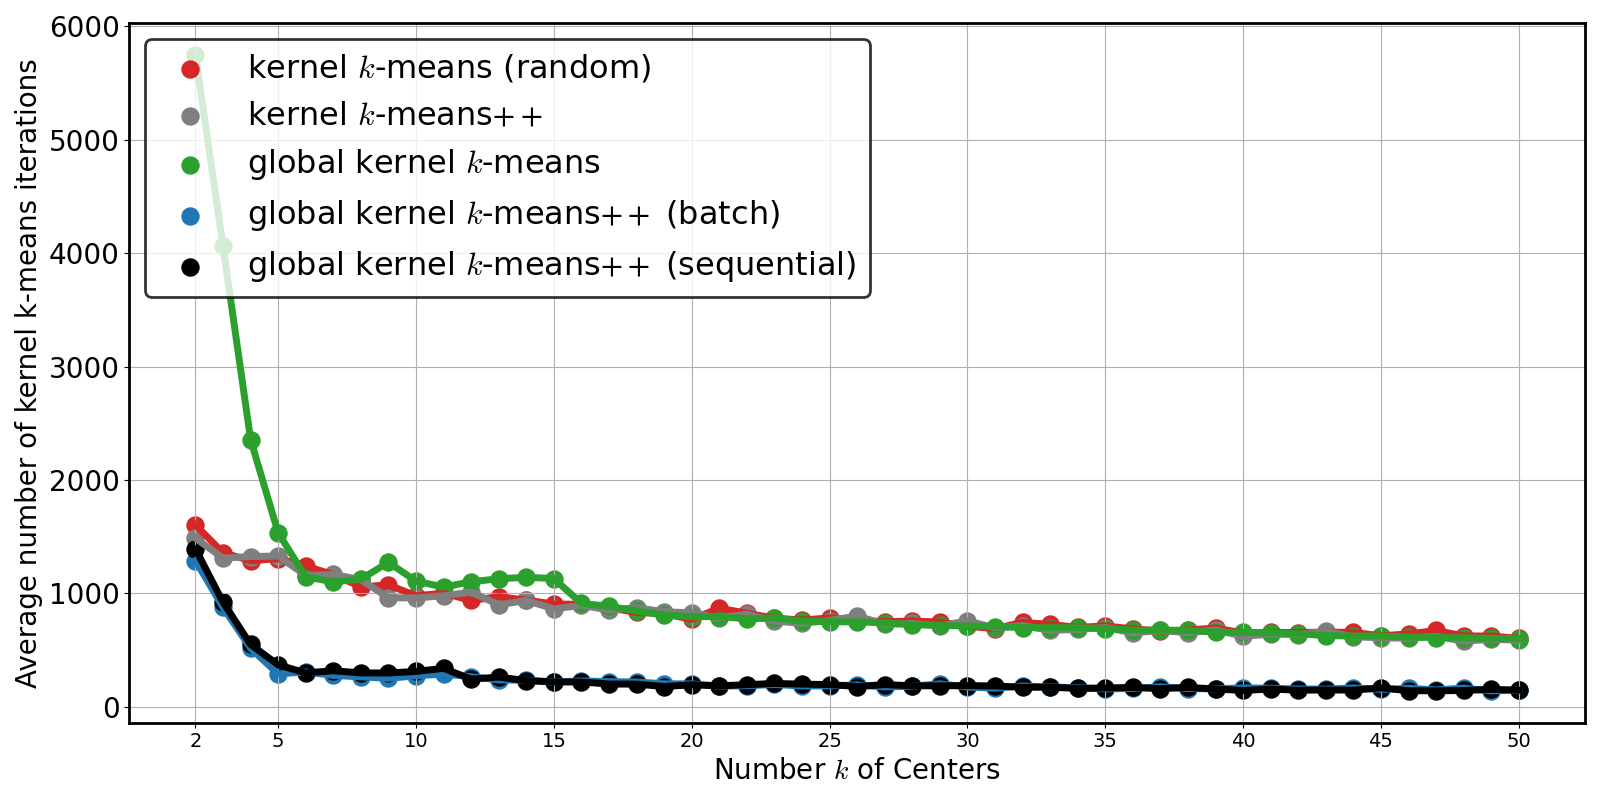 6000
5000
4000
3000
2000
1000
0
Average number of kernel k-means iterations
kernel k-means (random)
kernel k-means++
global kernel k-means
global kernel k-means++ (batch)
global kernel k-means++ (sequential)
2 5 10 15 20 25 30 35 40 45 50
Number k of Centers